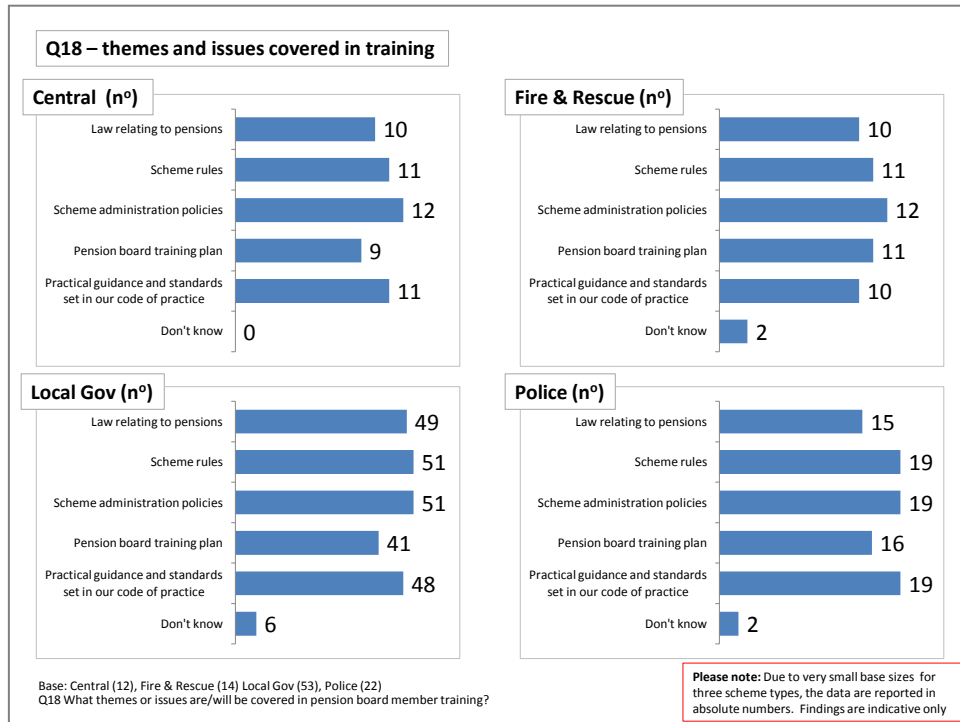 Q18 – themes and issues covered in training
Central (nº)
Law relating to pensions 10
Scheme rules 11
Scheme administration policies 12
Pension board training plan 9
Practical guidance and standards
set in our code of practice 11
Don't know 0
Fire & Rescue (nº)
Law relating to pensions 10
Scheme rules 11
Scheme administration policies 12
Pension board training plan 11
Practical guidance and standards
set in our code of practice 10
Don't know 2
Local Gov (nº)
Law relating to pensions 49
Scheme rules 51
Scheme administration policies 51
Pension board training plan 41
Practical guidance and standards
set in our code of practice 48
Don't know 6
Police (nº)
Law relating to pensions 15
Scheme rules 19
Scheme administration policies 19
Pension board training plan 16
Practical guidance and standards
set in our code of practice 19
Don't know 2
Base: Central (12), Fire & Rescue (14) Local Gov (53), Police (22)
Q18 What themes or issues are/will be covered in pension board member training?
Please note: Due to very small base sizes for
three scheme types, the data are reported in
absolute numbers. Findings are indicative only